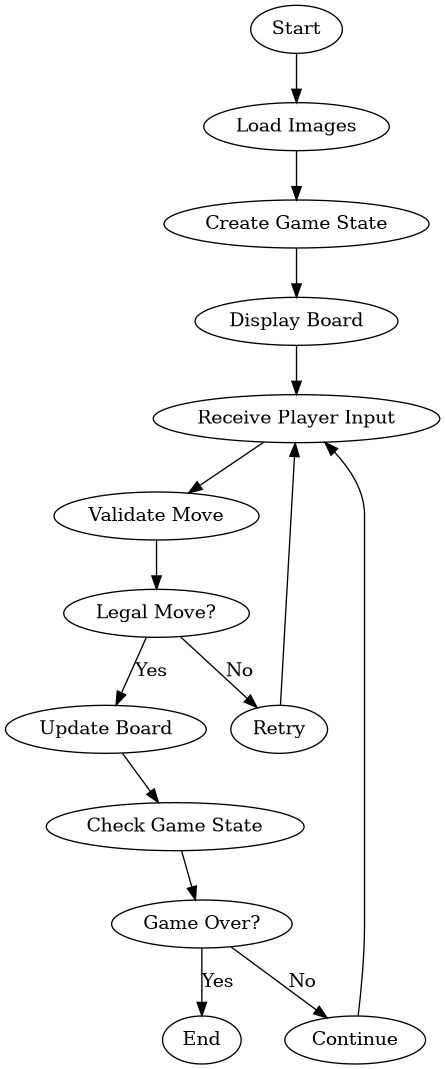 Start
Load Images
Create Game State
Display Board
Receive Player Input
Validate Move
Legal Move?
Yes
No
Update Board
Retry
Check Game State
Game Over?
Yes
No
End
Continue